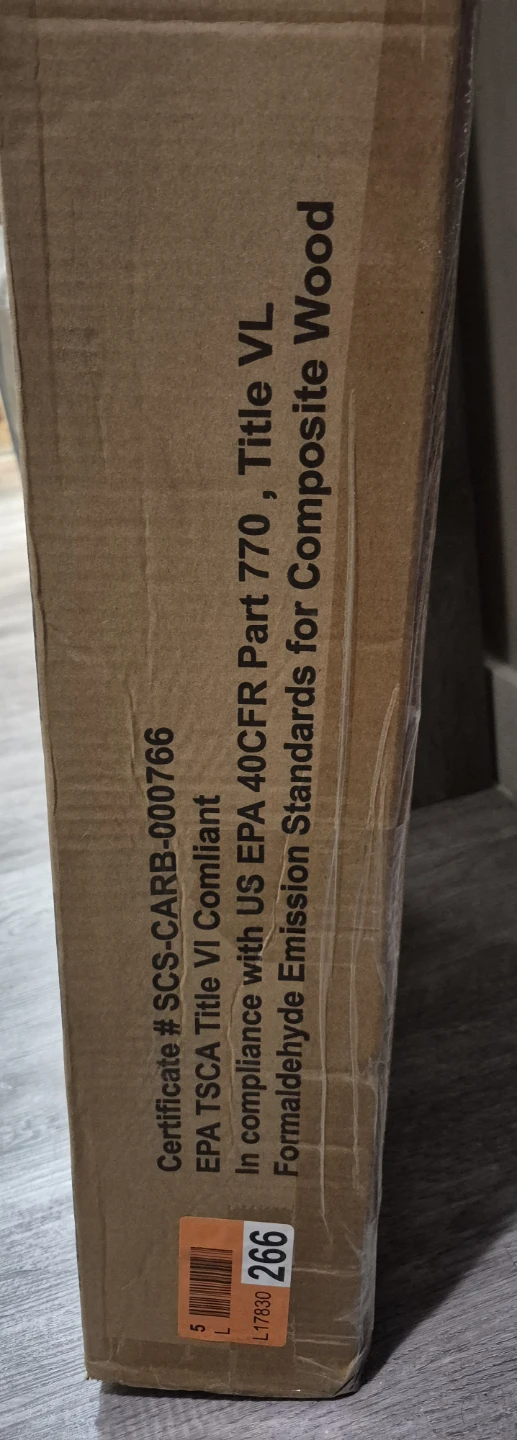 Certificate # SCS-CARB-000766
EPA TSCA Title VI Comliant
In compliance with US EPA 40CFR Part 770 , Title VL
Formaldehyde Emission Standards for Composite Wood
5
L
L17830 266